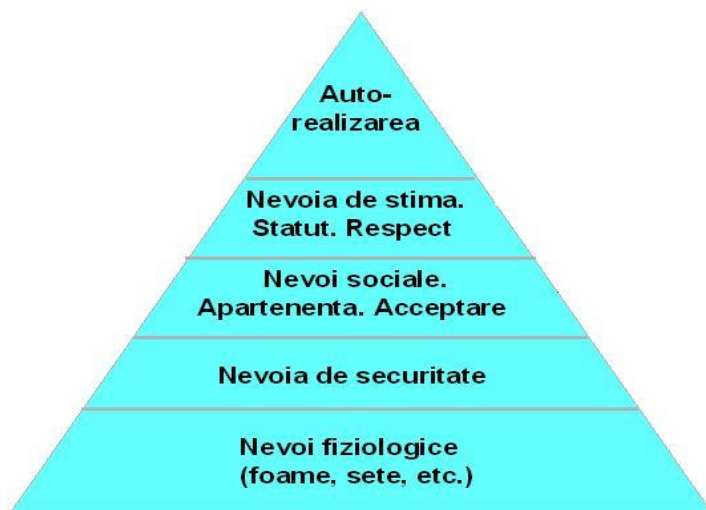 Auto-
realizarea
Nevoia de stima.
Statut. Respect
Nevoi sociale.
Apartenenta. Acceptare
Nevoia de securitate
Nevoi fiziologice
(foame, sete, etc.)